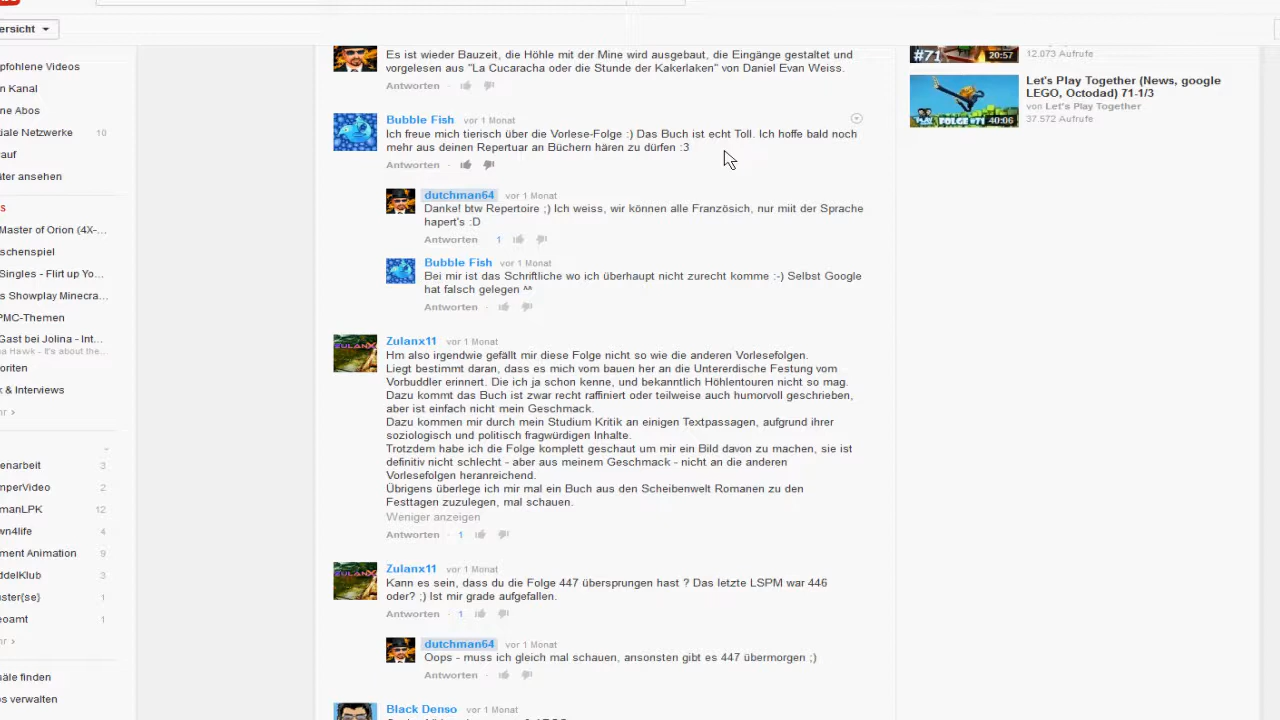 ersicht
pfohlene Videos
n Kanal
ne Abos
iale Netzwerke 10
auf
äter ansehen
s
Master of Orion (4X-...
schenspiel
Singles - Flirt up Yo...
s Showplay Minecra...
PMC-Themen
Gast bei Jolina - Int...
na Hawk - It's about the...
oriten
k & Interviews
hr ›
enarbeit 3
mperVideo 2
manLPK 12
wn4life 4
ment Animation 9
ddelKlub 3
ster{se} 1
eoamt 1
hr ›
näle finden
os verwalten
Es ist wieder Bauzeit, die Höhle mit der Mine wird ausgebaut, die Eingänge gestaltet und
vorgelesen aus "La Cucaracha oder die Stunde der Kakerlaken" von Daniel Evan Weiss.
Antworten ·
Bubble Fish vor 1 Monat
Ich freue mich tierisch über die Vorlese-Folge :) Das Buch ist echt Toll. Ich hoffe bald noch
mehr aus deinen Repertuar an Büchern hären zu dürfen :3
Antworten ·
dutchman64 vor 1 Monat
Danke! btw Repertoire ;) Ich weiss, wir können alle Französich, nur miit der Sprache
hapert's :D
Antworten 1
Bubble Fish vor 1 Monat
Bei mir ist das Schriftliche wo ich überhaupt nicht zurecht komme :-) Selbst Google
hat falsch gelegen ^^
Antworten ·
Zulanx11 vor 1 Monat
Hm also irgendwie gefällt mir diese Folge nicht so wie die anderen Vorlesefolgen.
Liegt bestimmt daran, dass es mich vom bauen her an die Untererdische Festung vom
Vorbuddler erinnert. Die ich ja schon kenne, und bekanntlich Höhlentouren nicht so mag.
Dazu kommt das Buch ist zwar recht raffiniert oder teilweise auch humorvoll geschrieben,
aber ist einfach nicht mein Geschmack.
Dazu kommen mir durch mein Studium Kritik an einigen Textpassagen, aufgrund ihrer
soziologisch und politisch fragwürdigen Inhalte.
Trotzdem habe ich die Folge komplett geschaut um mir ein Bild davon zu machen, sie ist
definitiv nicht schlecht - aber aus meinem Geschmack - nicht an die anderen
Vorlesefolgen heranreichend.
Übrigens überlege ich mir mal ein Buch aus den Scheibenwelt Romanen zu den
Festtagen zuzulegen, mal schauen.
Weniger anzeigen
Antworten · 1
Zulanx11 vor 1 Monat
Kann es sein, dass du die Folge 447 übersprungen hast ? Das letzte LSPM war 446
oder? ;) Ist mir grade aufgefallen.
Antworten · 1
dutchman64 vor 1 Monat
Oops - muss ich gleich mal schauen, ansonsten gibt es 447 übermorgen ;)
Antworten ·
Black Denso vor 1 Monat
#71 20:57
12.073 Aufrufe
Let's Play Together (News, google
LEGO, Octodad) 71-1/3
von Let's Play Together
37.572 Aufrufe
FOLGE #71 40:06